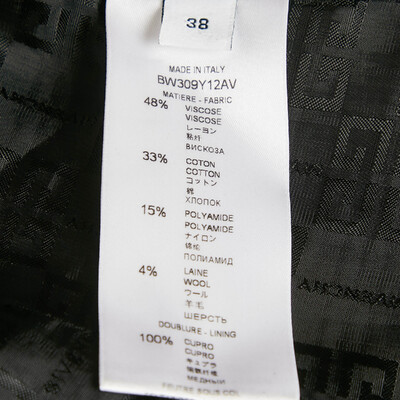 38
MADE IN ITALY
BW309Y12AV
MATIERE - FABRIC
48% VISCOSE
VISCOSE
レーヨン
粘纤
ВИСКОЗА
33% COTON
COTTON
コットン
棉
ХЛОПОК
15% POLYAMIDE
POLYAMIDE
ナイロン
锦纶
ПОЛИАМИД
4% LAINE
WOOL
ウール
羊毛
ШЕРСТЬ
DOUBLURE - LINING
100% CUPRO
CUPRO
キュプラ
铜氨纤维
МЕДНЫЙ